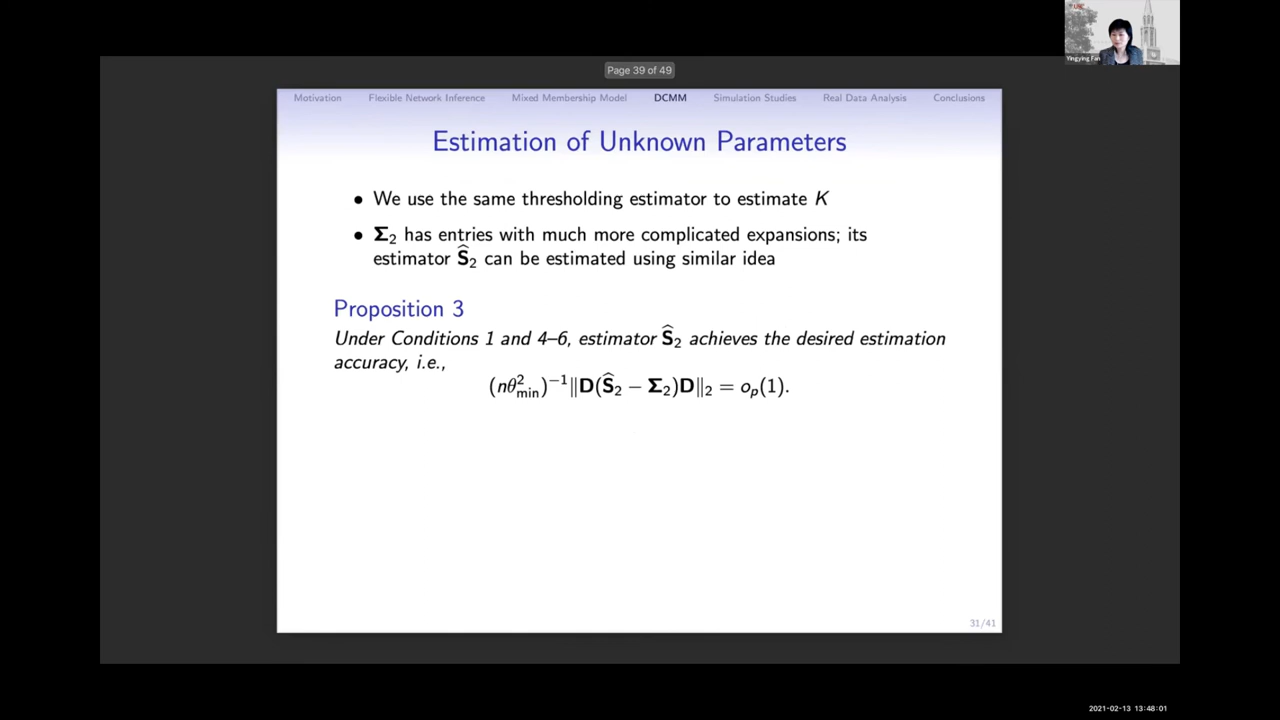 USC
Yingying Fan
Page 39 of 49
Motivation Flexible Network Inference Mixed Membership Model DCMM Simulation Studies Real Data Analysis Conclusions
Estimation of Unknown Parameters
• We use the same thresholding estimator to estimate K
• Σ₂ has entries with much more complicated expansions; its
estimator Ŝ₂ can be estimated using similar idea
Proposition 3
Under Conditions 1 and 4–6, estimator Ŝ₂ achieves the desired estimation
accuracy, i.e.,
(nθ²_min)⁻¹‖D(Ŝ₂ − Σ₂)D‖₂ = oₚ(1).
31/41
2021-02-13 13:48:01